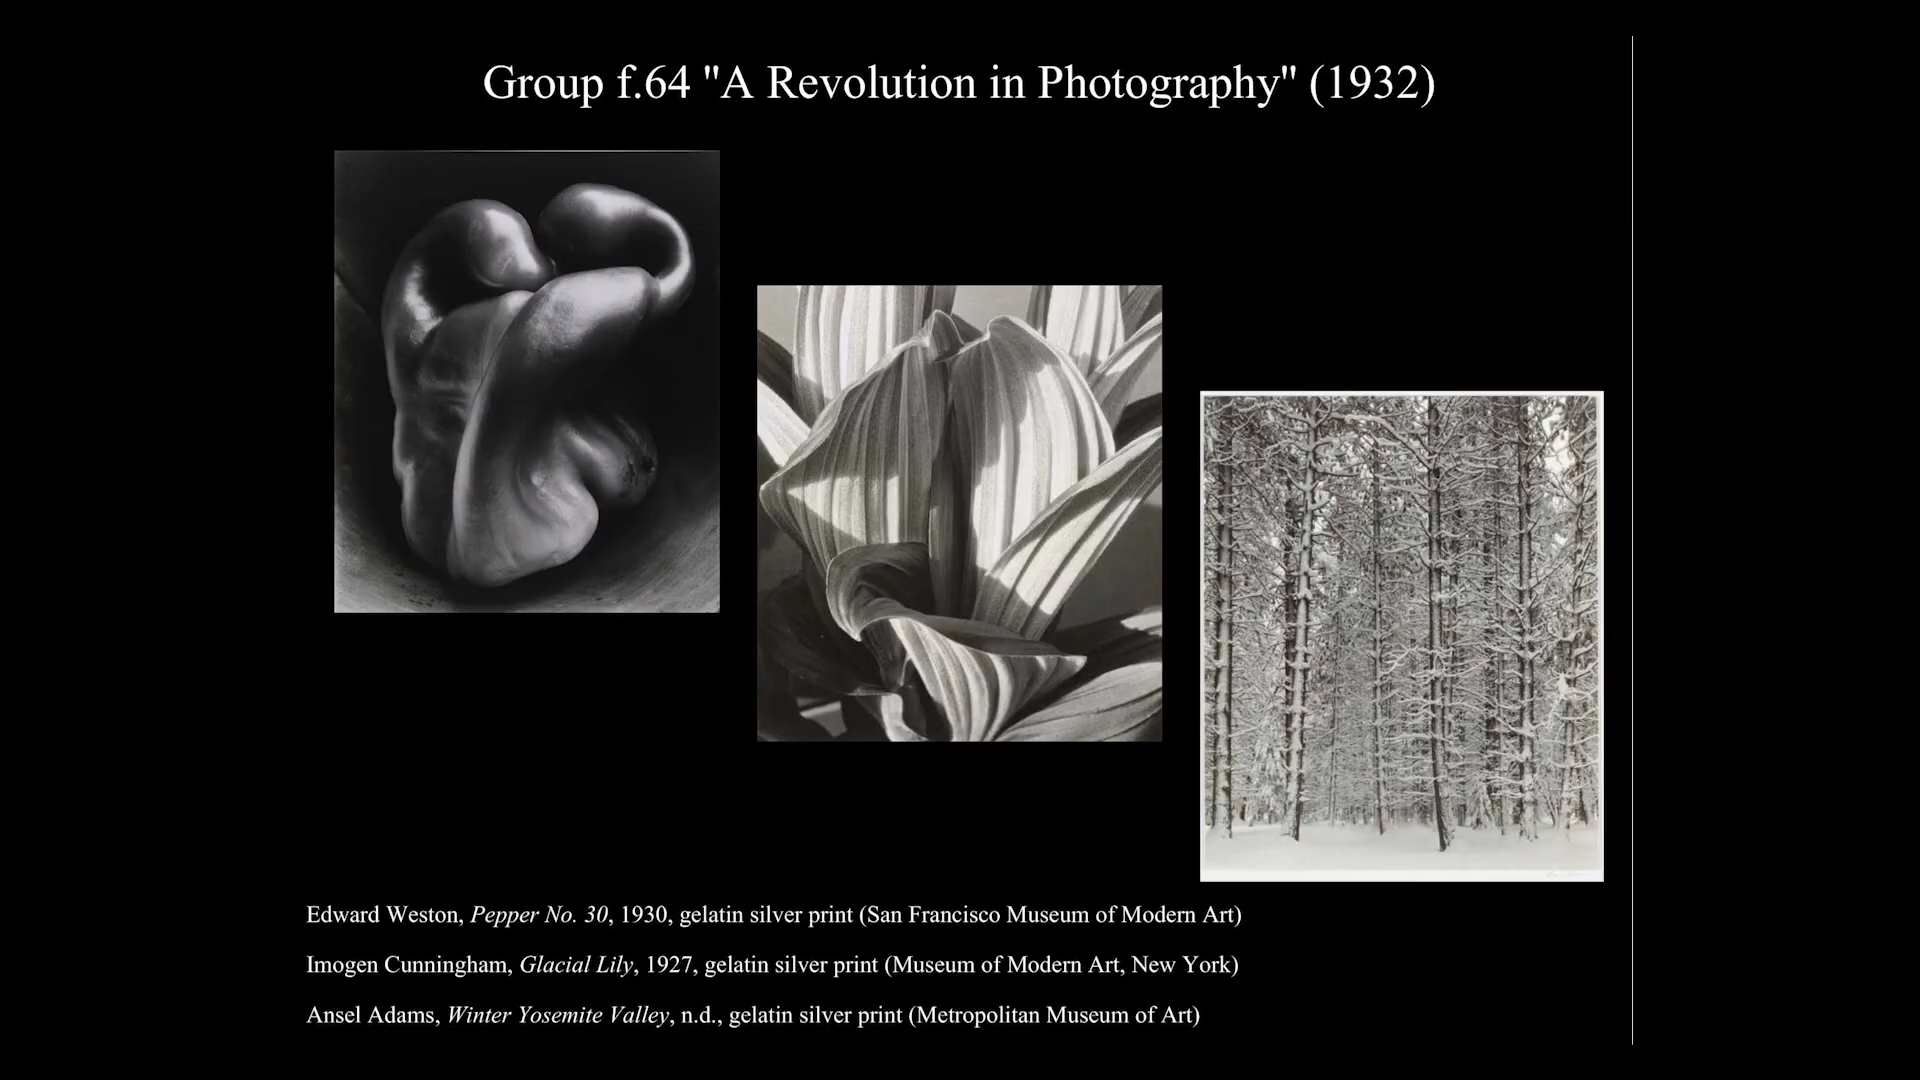 Group f.64 "A Revolution in Photography" (1932)
Edward Weston, Pepper No. 30, 1930, gelatin silver print (San Francisco Museum of Modern Art)
Imogen Cunningham, Glacial Lily, 1927, gelatin silver print (Museum of Modern Art, New York)
Ansel Adams, Winter Yosemite Valley, n.d., gelatin silver print (Metropolitan Museum of Art)